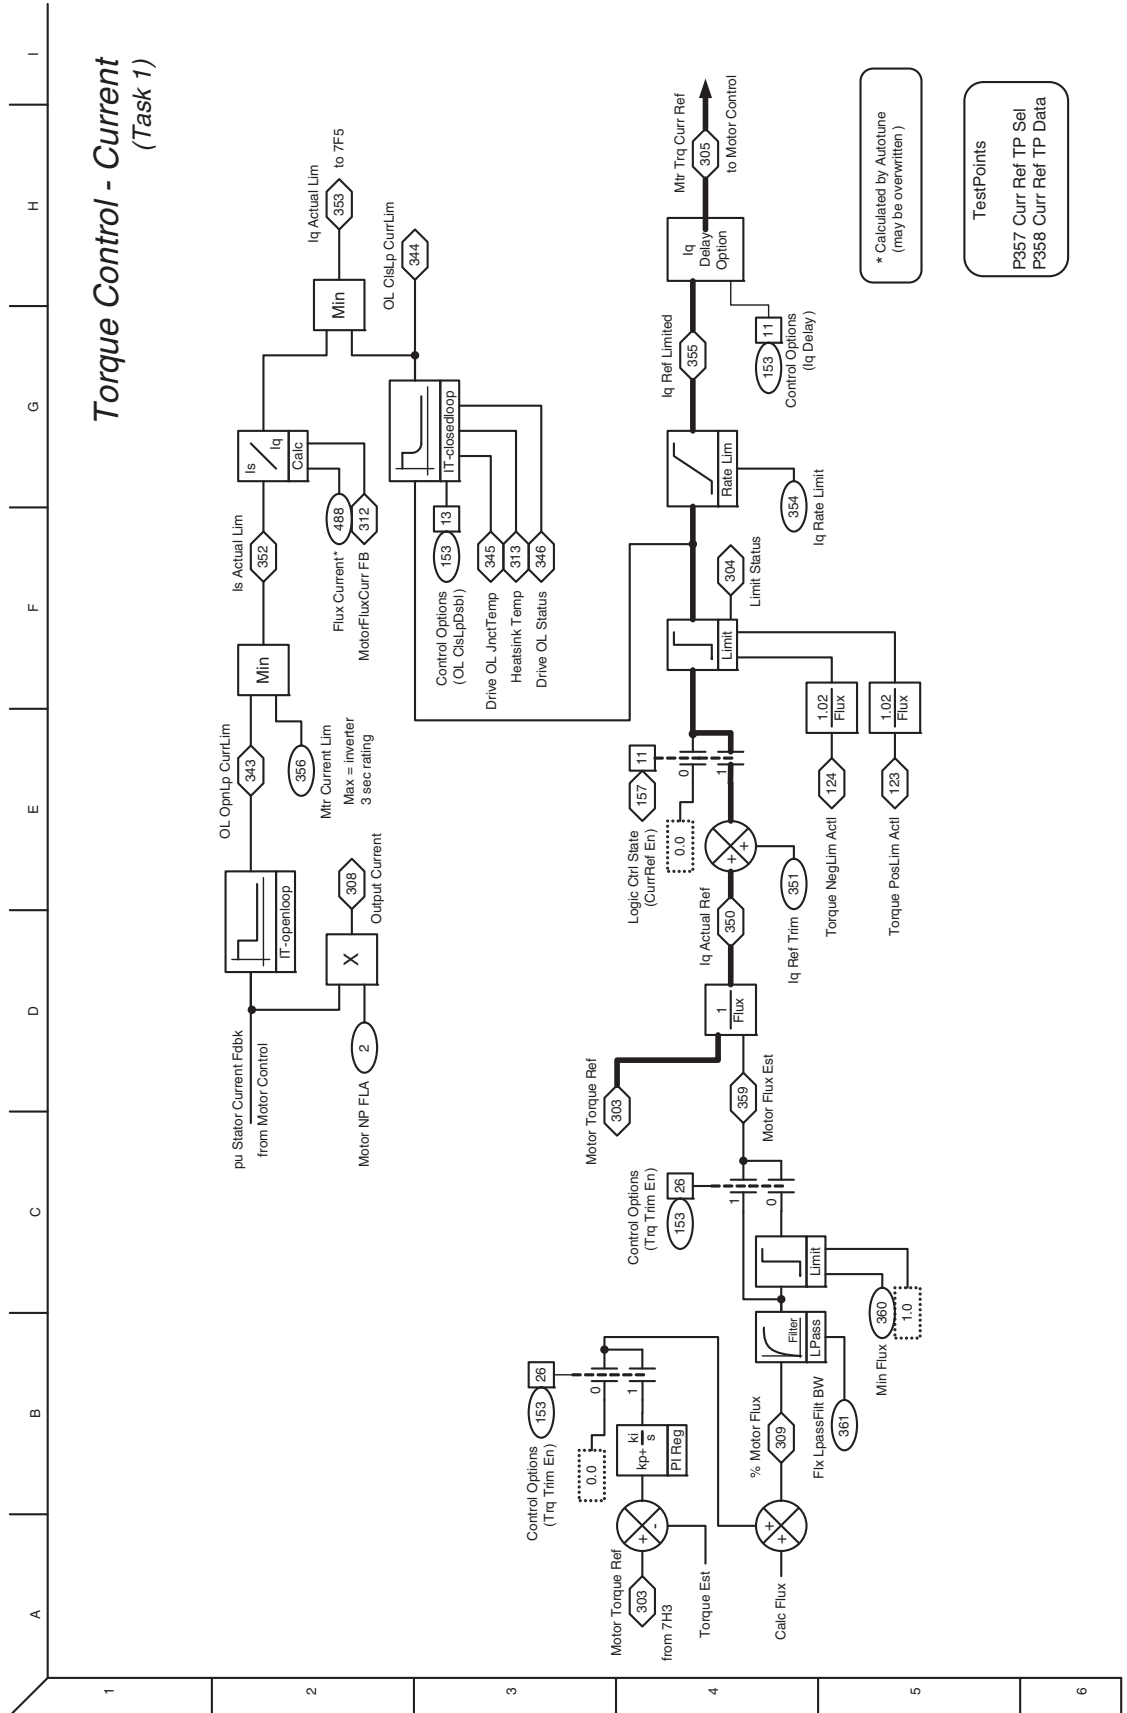 Torque Control - Current
(Task 1)
A
B
C
D
E
F
G
H
I
1
2
3
4
5
6
pu Stator Current Fdbk
from Motor Control
IT-openloop
OL OpnLp CurrLim
343
Motor NP FLA
2
X
308
Output Current
356
Mtr Current Lim
Max = inverter
3 sec rating
Min
Is Actual Lim
352
Is
Iq
Calc
488
Flux Current*
312
MotorFluxCurr FB
Min
Iq Actual Lim
353
to 7F5
OL ClsLp CurrLim
344
IT-closedloop
153
13
Control Options
(OL ClsLpDsbl)
345
Drive OL JnctTemp
313
Heatsink Temp
346
Drive OL Status
Motor Torque Ref
303
from 7H3
Torque Est
+
-
kp+
ki
s
PI Reg
0.0
Control Options
(Trq Trim En)
153
26
0
1
Calc Flux
+
+
% Motor Flux
309
Filter
LPass
Flx LpassFilt BW
361
Limit
Min Flux
360
1.0
Control Options
(Trq Trim En)
153
26
1
0
359
Motor Flux Est
Motor Torque Ref
303
1
Flux
Iq Actual Ref
350
+
+
Iq Ref Trim
351
0.0
Logic Ctrl State
(CurrRef En)
157
11
0
1
Torque NegLim Actl
124
1.02
Flux
Torque PosLim Actl
123
1.02
Flux
Limit
304
Limit Status
Rate Lim
354
Iq Rate Limit
Iq Ref Limited
355
Iq
Delay
Option
153
11
Control Options
(Iq Delay)
Mtr Trq Curr Ref
305
to Motor Control
* Calculated by Autotune
(may be overwritten )
TestPoints
P357 Curr Ref TP Sel
P358 Curr Ref TP Data